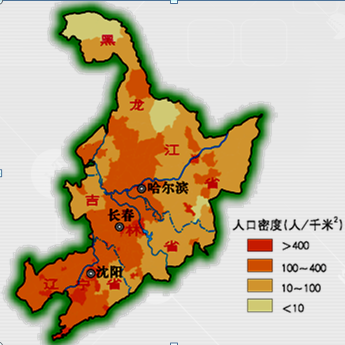 黑
龙
江
省
哈尔滨
吉
长春
林
省
沈阳
辽宁省
人口密度(人/千米²)
>400
100~400
10~100
<10